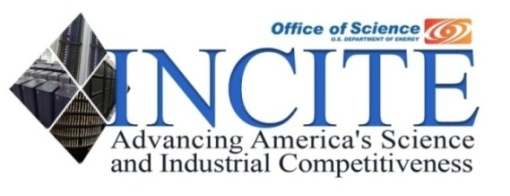 Office of Science
U.S. DEPARTMENT OF ENERGY
INCITE
Advancing America's Science
and Industrial Competitiveness